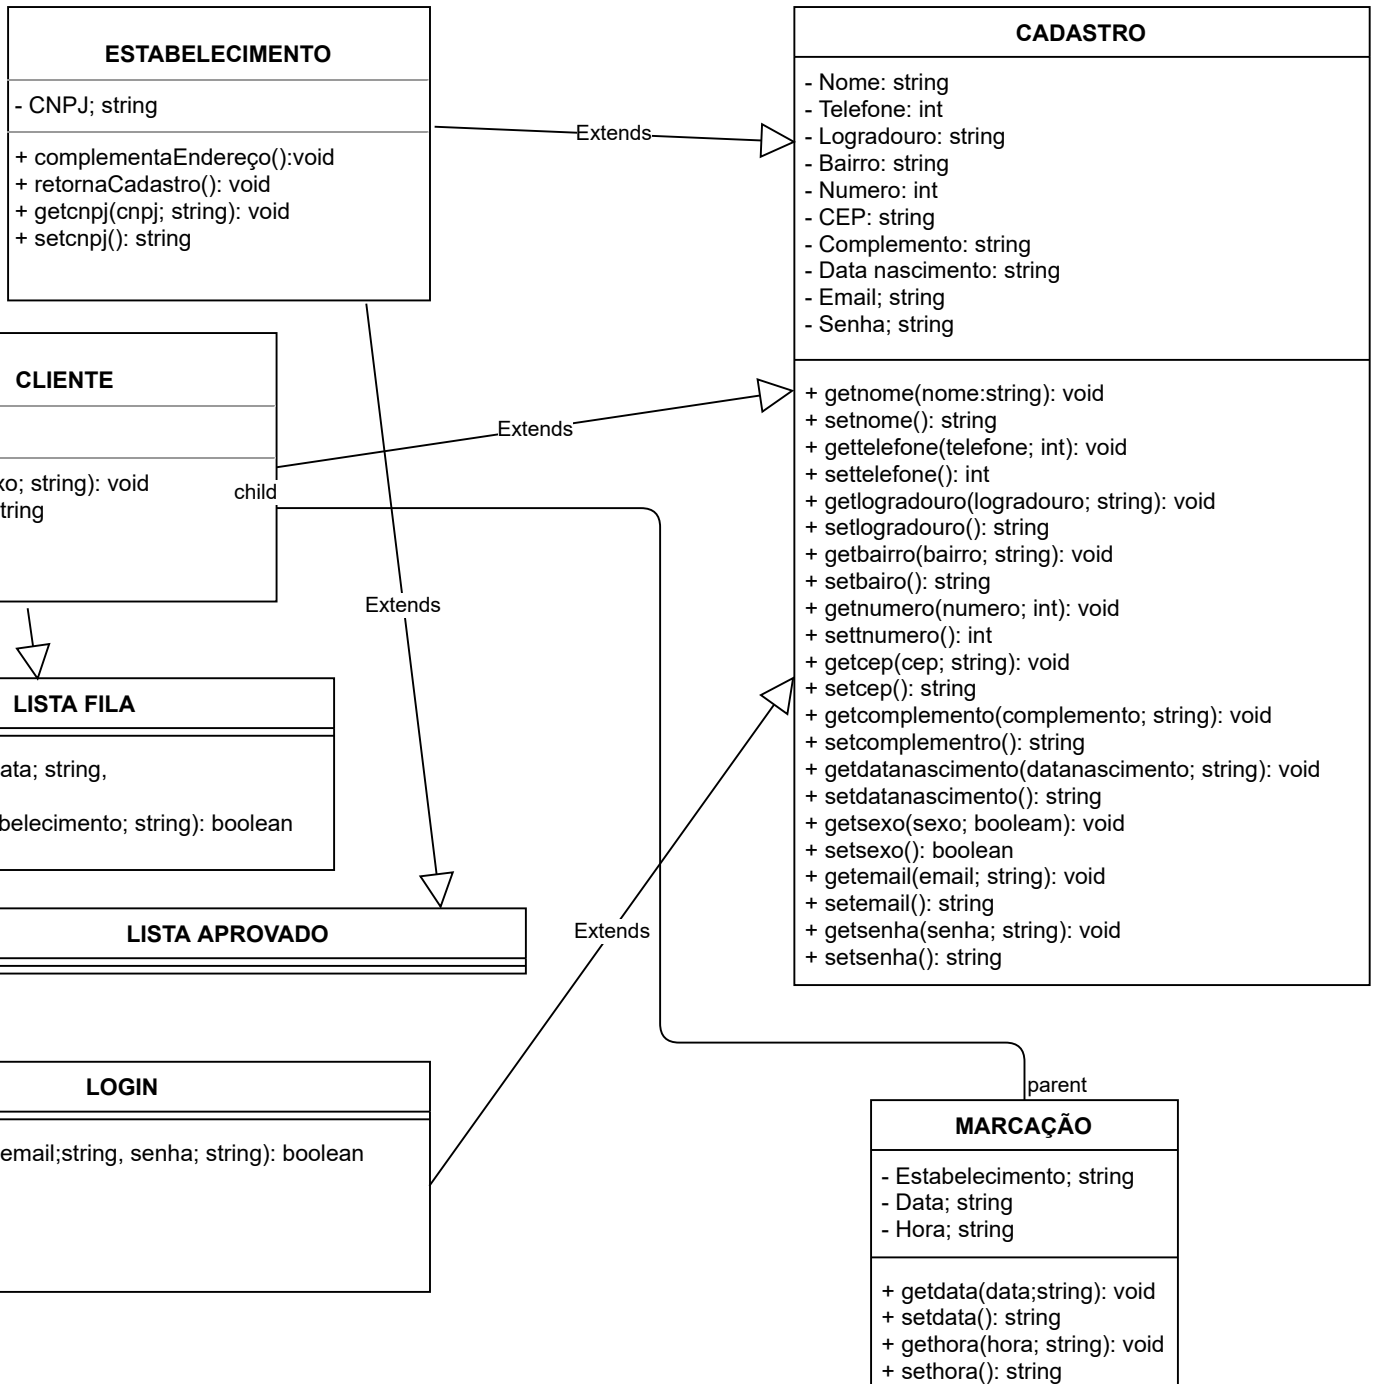 ESTABELECIMENTO
- CNPJ; string
+ complementaEndereço():void
+ retornaCadastro(): void
+ getcnpj(cnpj; string): void
+ setcnpj(): string
Extends
CADASTRO
- Nome: string
- Telefone: int
- Logradouro: string
- Bairro: string
- Numero: int
- CEP: string
- Complemento: string
- Data nascimento: string
- Email; string
- Senha; string
+ getnome(nome:string): void
+ setnome(): string
+ gettelefone(telefone; int): void
+ settelefone(): int
+ getlogradouro(logradouro; string): void
+ setlogradouro(): string
+ getbairro(bairro; string): void
+ setbairo(): string
+ getnumero(numero; int): void
+ settnumero(): int
+ getcep(cep; string): void
+ setcep(): string
+ getcomplemento(complemento; string): void
+ setcomplementro(): string
+ getdatanascimento(datanascimento; string): void
+ setdatanascimento(): string
+ getsexo(sexo; booleam): void
+ setsexo(): boolean
+ getemail(email; string): void
+ setemail(): string
+ getsenha(senha; string): void
+ setsenha(): string
CLIENTE
xo; string): void
tring
Extends
child
Extends
LISTA FILA
ata; string,
belecimento; string): boolean
LISTA APROVADO
Extends
LOGIN
email;string, senha; string): boolean
parent
MARCAÇÃO
- Estabelecimento; string
- Data; string
- Hora; string
+ getdata(data;string): void
+ setdata(): string
+ gethora(hora; string): void
+ sethora(): string